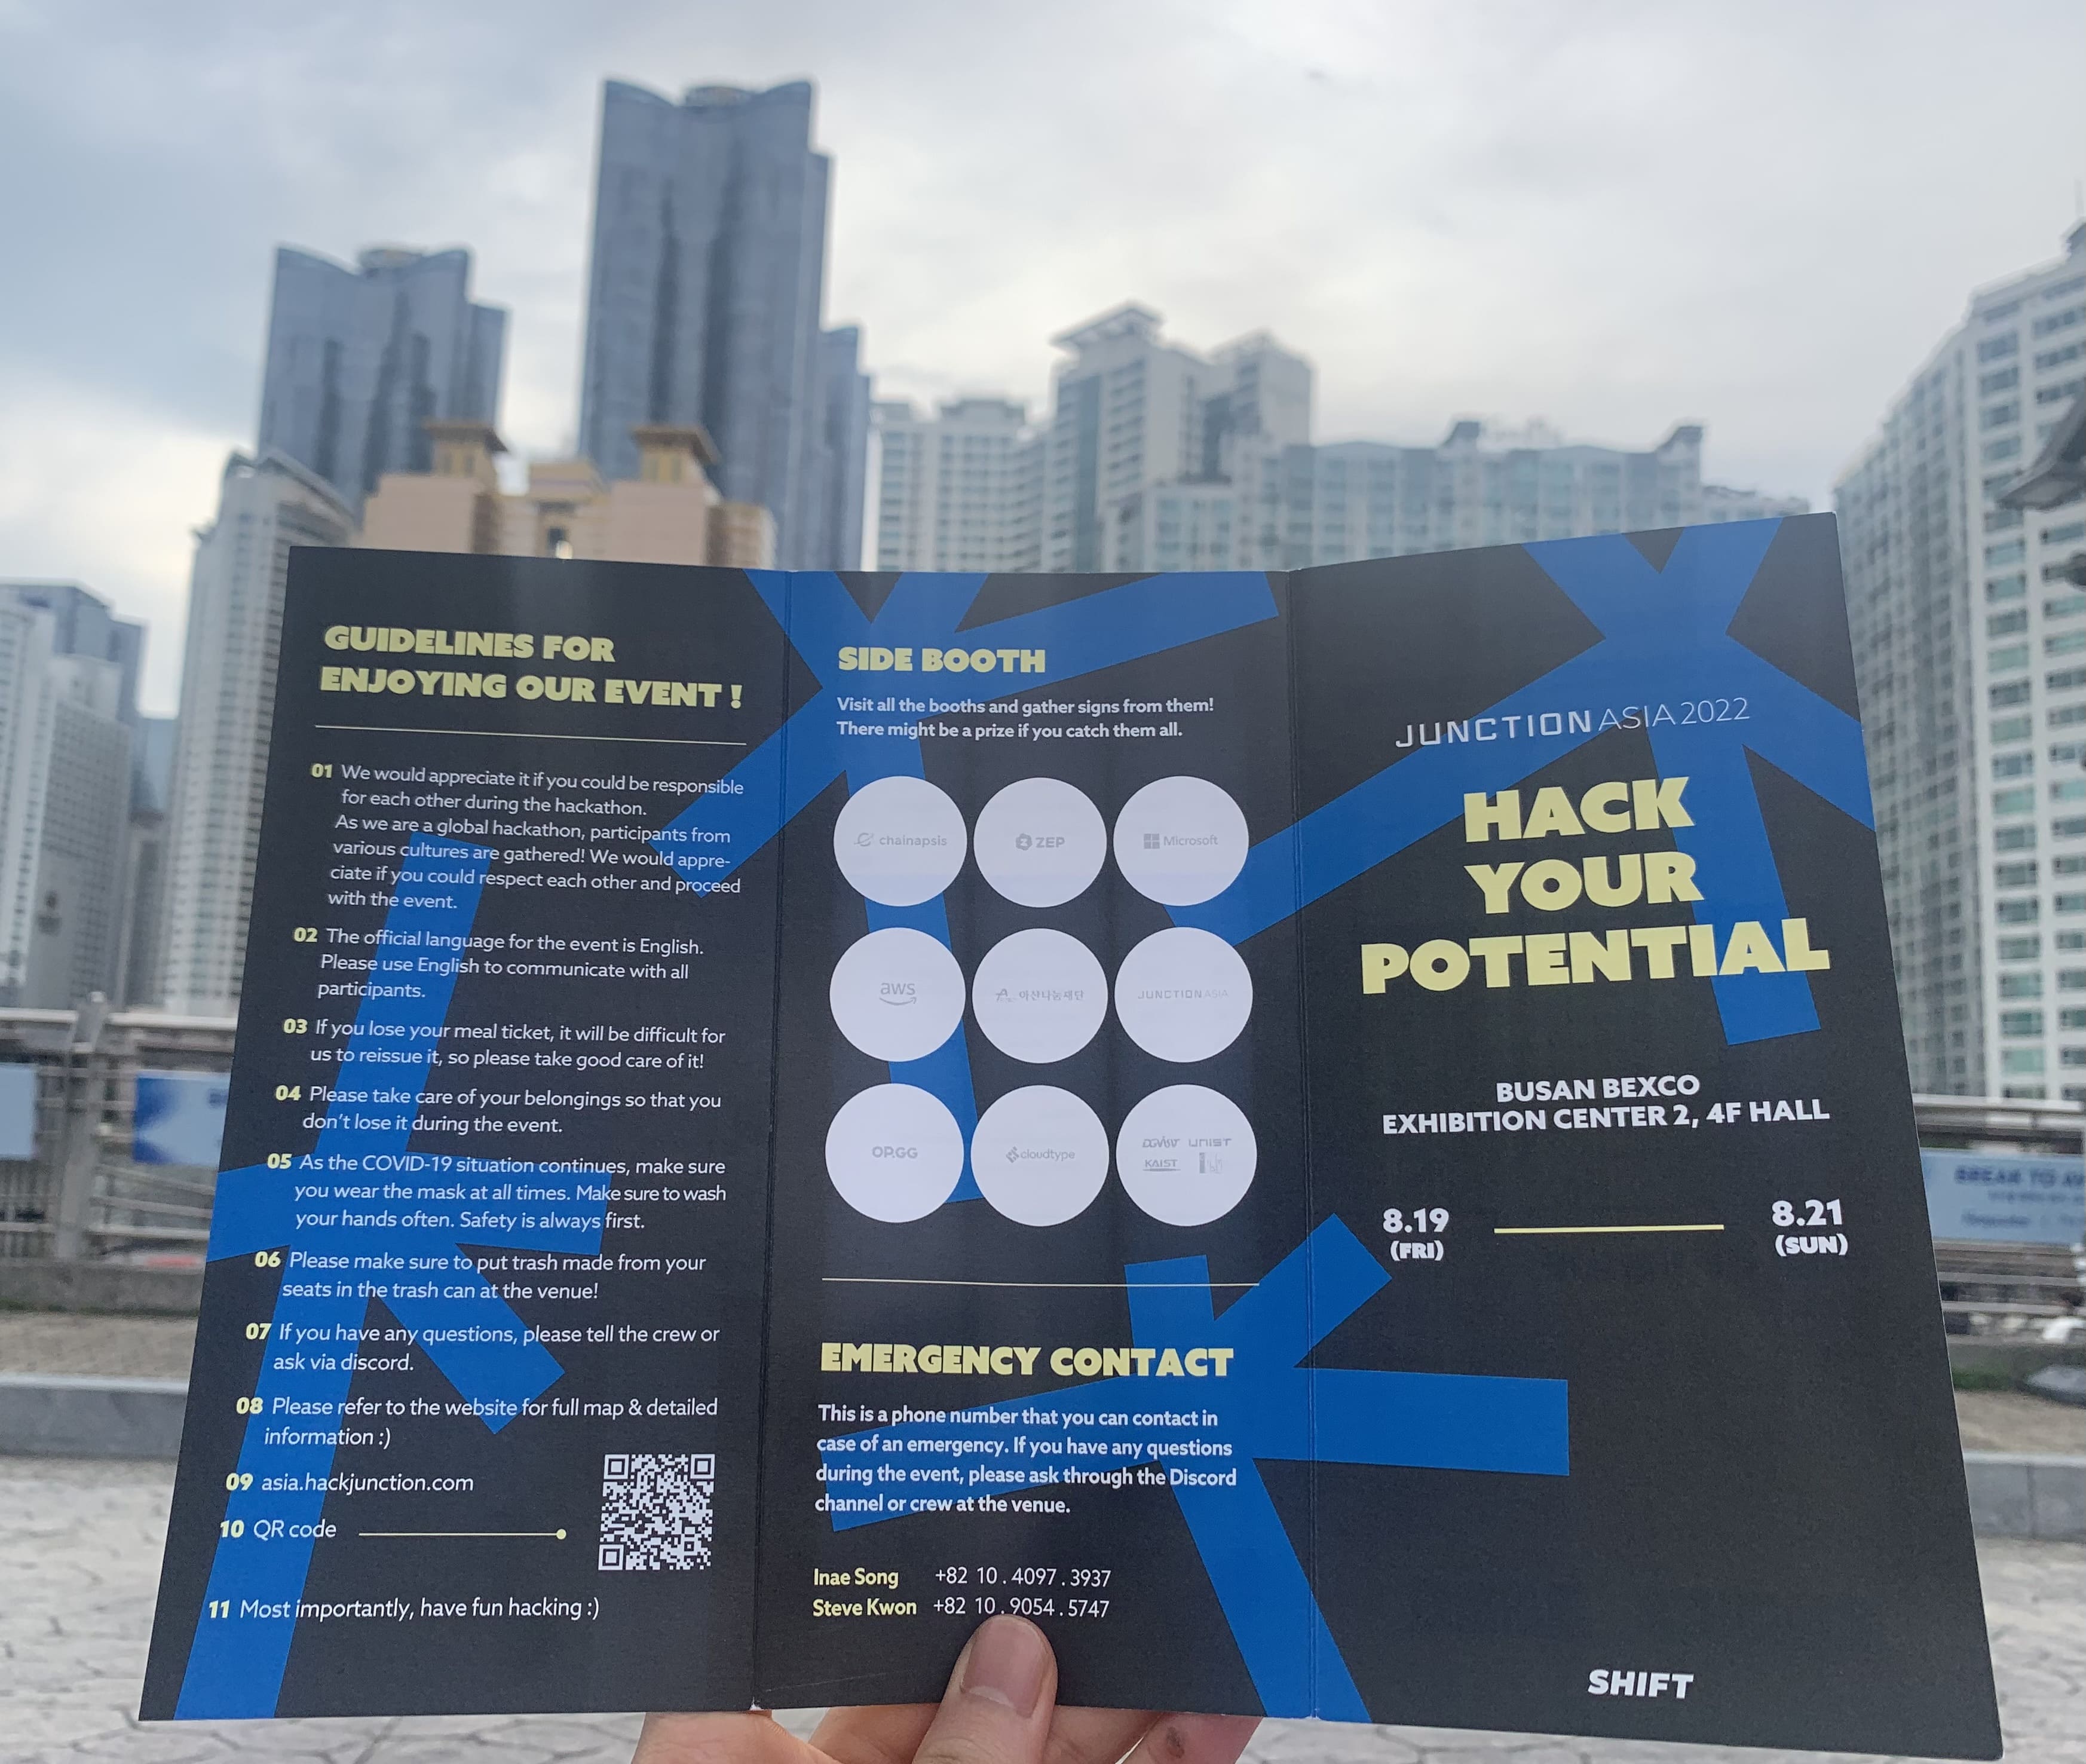 GUIDELINES FOR
ENJOYING OUR EVENT !
01 We would appreciate it if you could be responsible
for each other during the hackathon.
As we are a global hackathon, participants from
various cultures are gathered! We would appre-
ciate if you could respect each other and proceed
with the event.
02 The official language for the event is English.
Please use English to communicate with all
participants.
03 If you lose your meal ticket, it will be difficult for
us to reissue it, so please take good care of it!
04 Please take care of your belongings so that you
don't lose it during the event.
05 As the COVID-19 situation continues, make sure
you wear the mask at all times. Make sure to wash
your hands often. Safety is always first.
06 Please make sure to put trash made from your
seats in the trash can at the venue!
07 If you have any questions, please tell the crew or
ask via discord.
08 Please refer to the website for full map & detailed
information :)
09 asia.hackjunction.com
10 QR code
11 Most importantly, have fun hacking :)
SIDE BOOTH
Visit all the booths and gather signs from them!
There might be a prize if you catch them all.
chainapsis ZEP Microsoft
aws 아산나눔재단 JUNCTION ASIA
OP.GG cloudtype
DGIST UNIST
KAIST
EMERGENCY CONTACT
This is a phone number that you can contact in
case of an emergency. If you have any questions
during the event, please ask through the Discord
channel or crew at the venue.
Inae Song +82 10 . 4097 . 3937
Steve Kwon +82 10 . 9054 . 5747
JUNCTION ASIA 2022
HACK
YOUR
POTENTIAL
BUSAN BEXCO
EXHIBITION CENTER 2, 4F HALL
8.19 8.21
(FRI) (SUN)
SHIFT